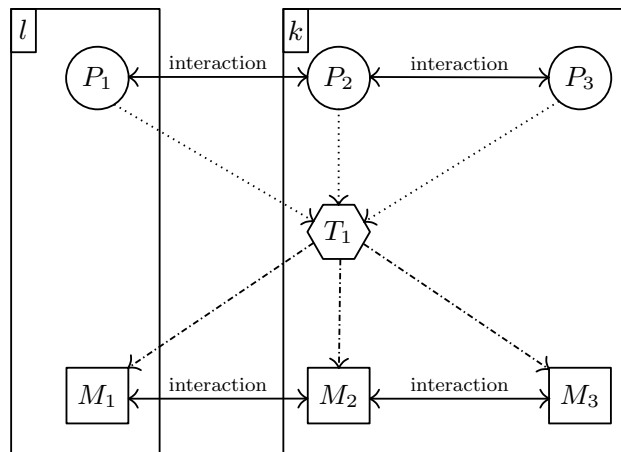 l
k
P₁
interaction
P₂
interaction
P₃
T₁
M₁
interaction
M₂
interaction
M₃